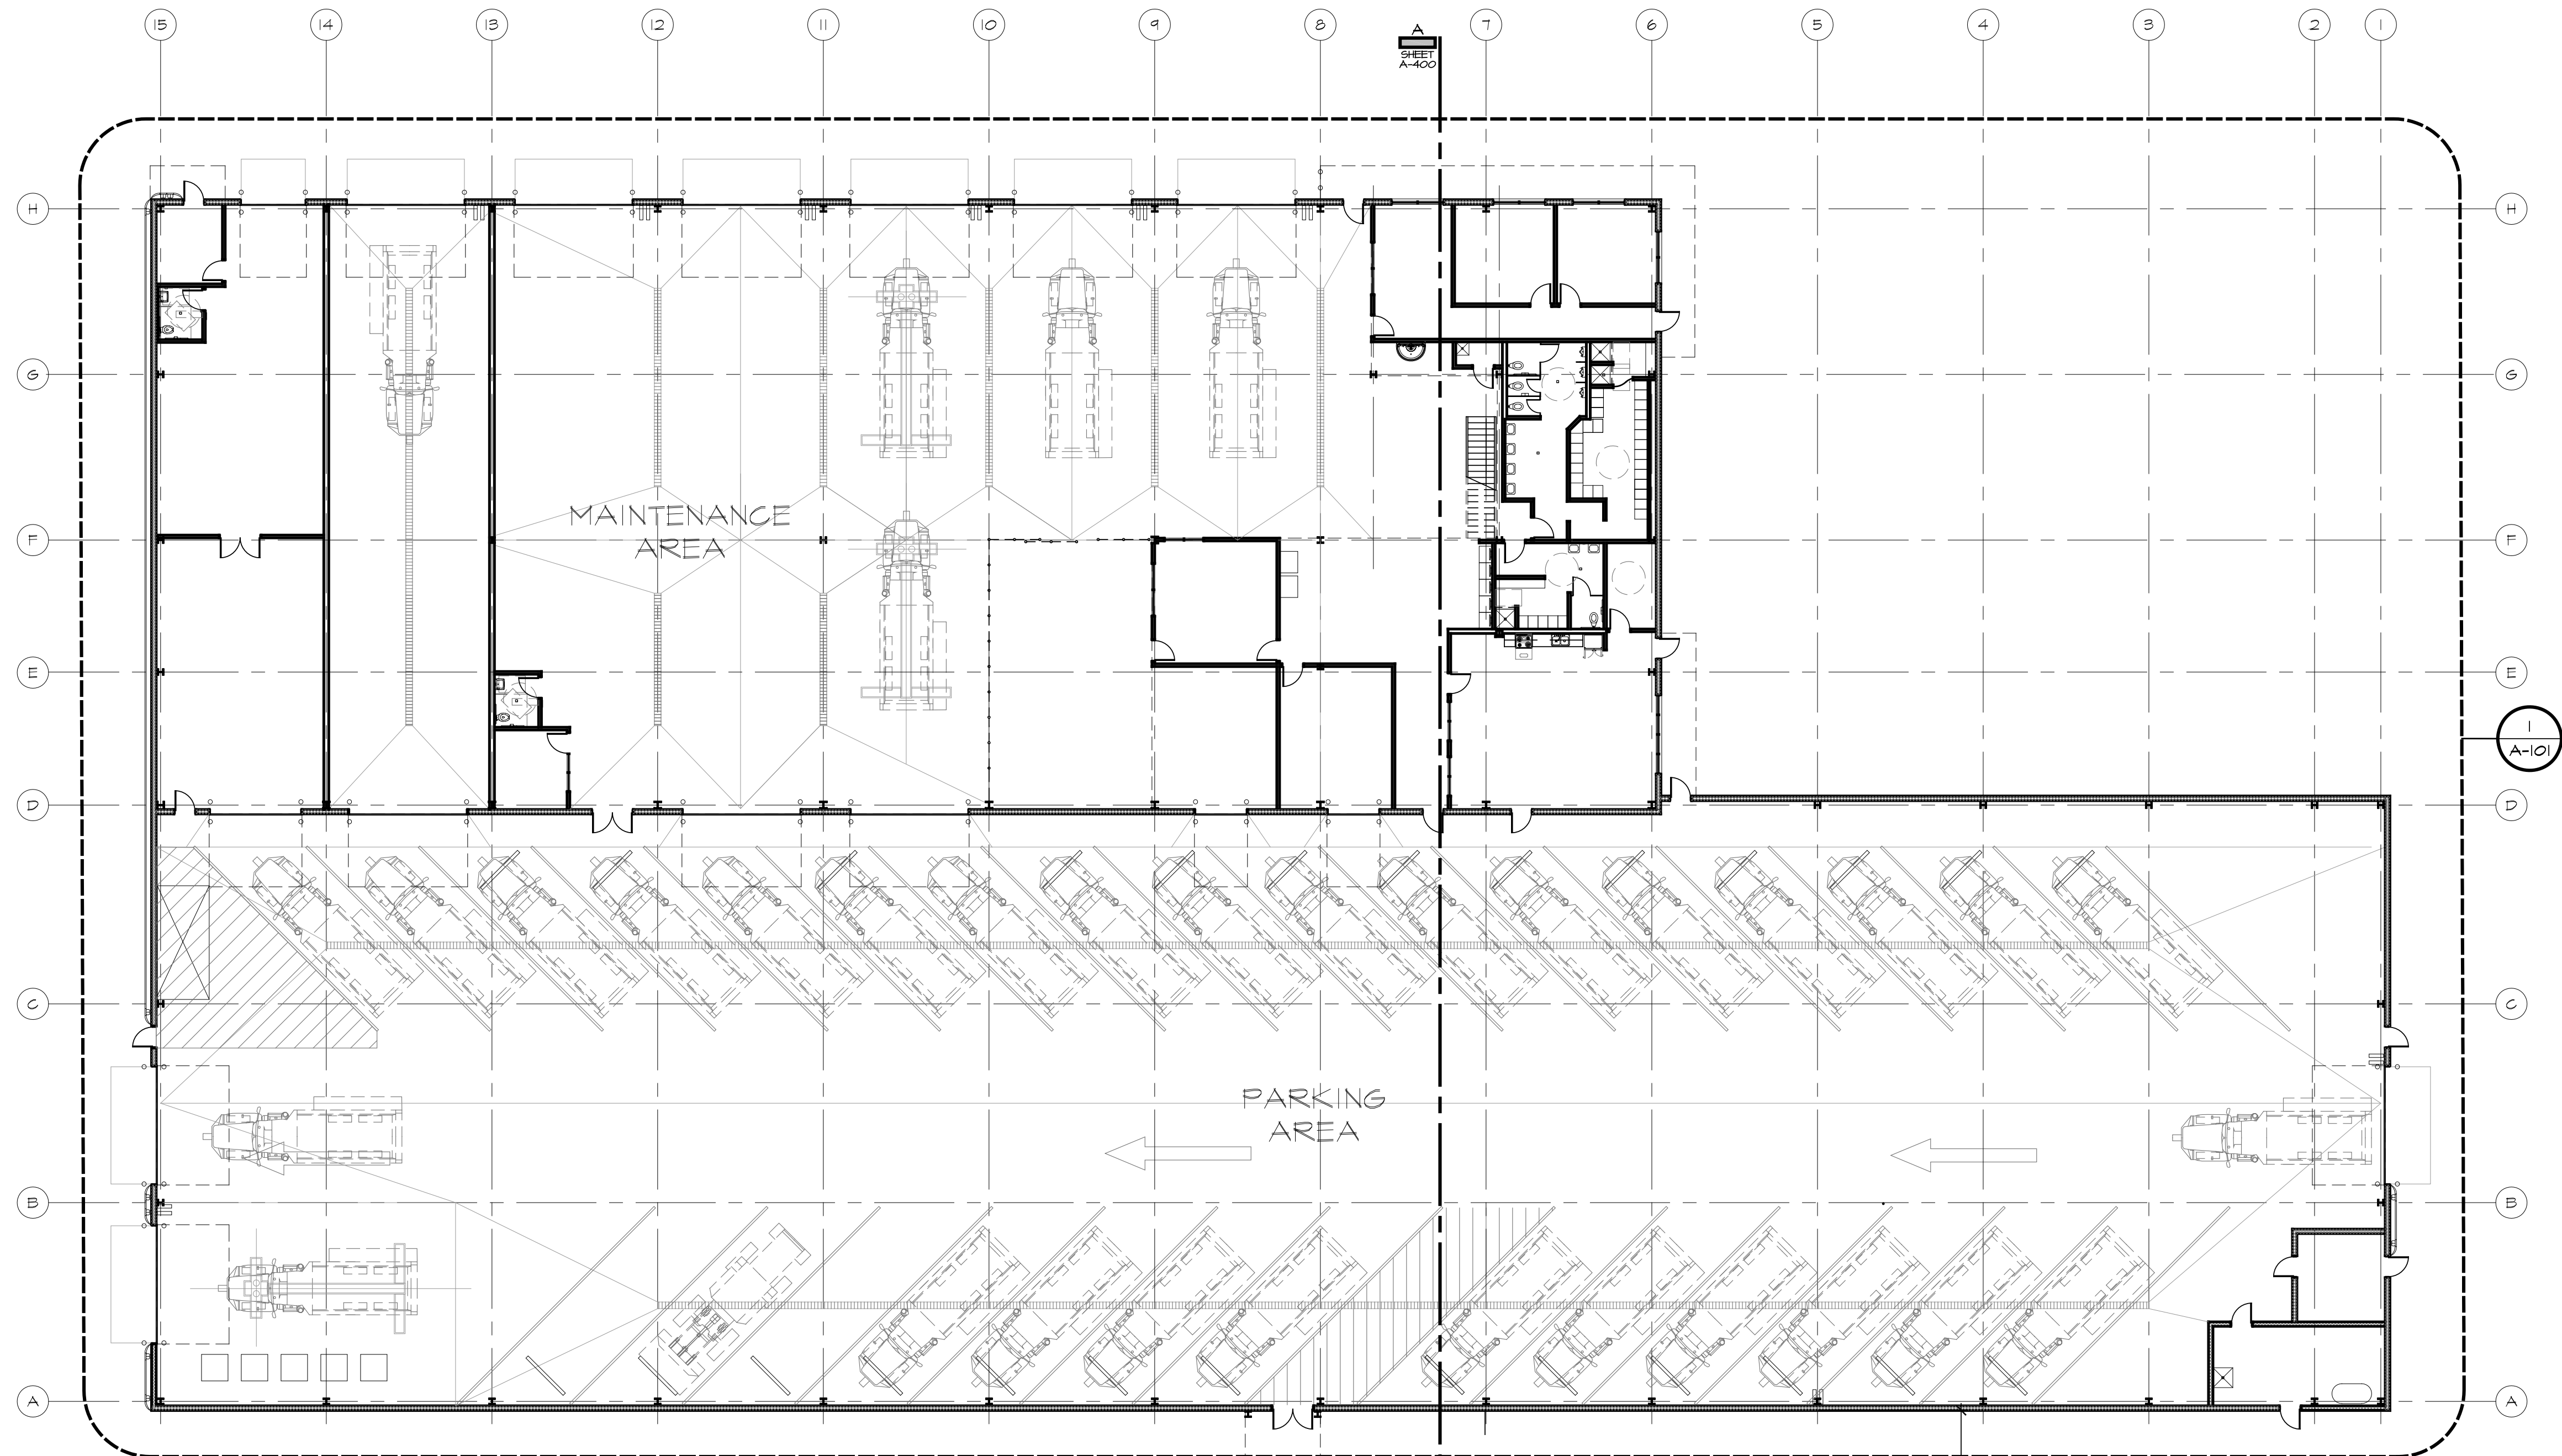 15 14 13 12 11 10 9 8 7 6 5 4 3 2 1
A
SHEET
A-400
H H
G G
MAINTENANCE
AREA
F F
E E
1
A-101
D D
C C
PARKING
AREA
B B
A A